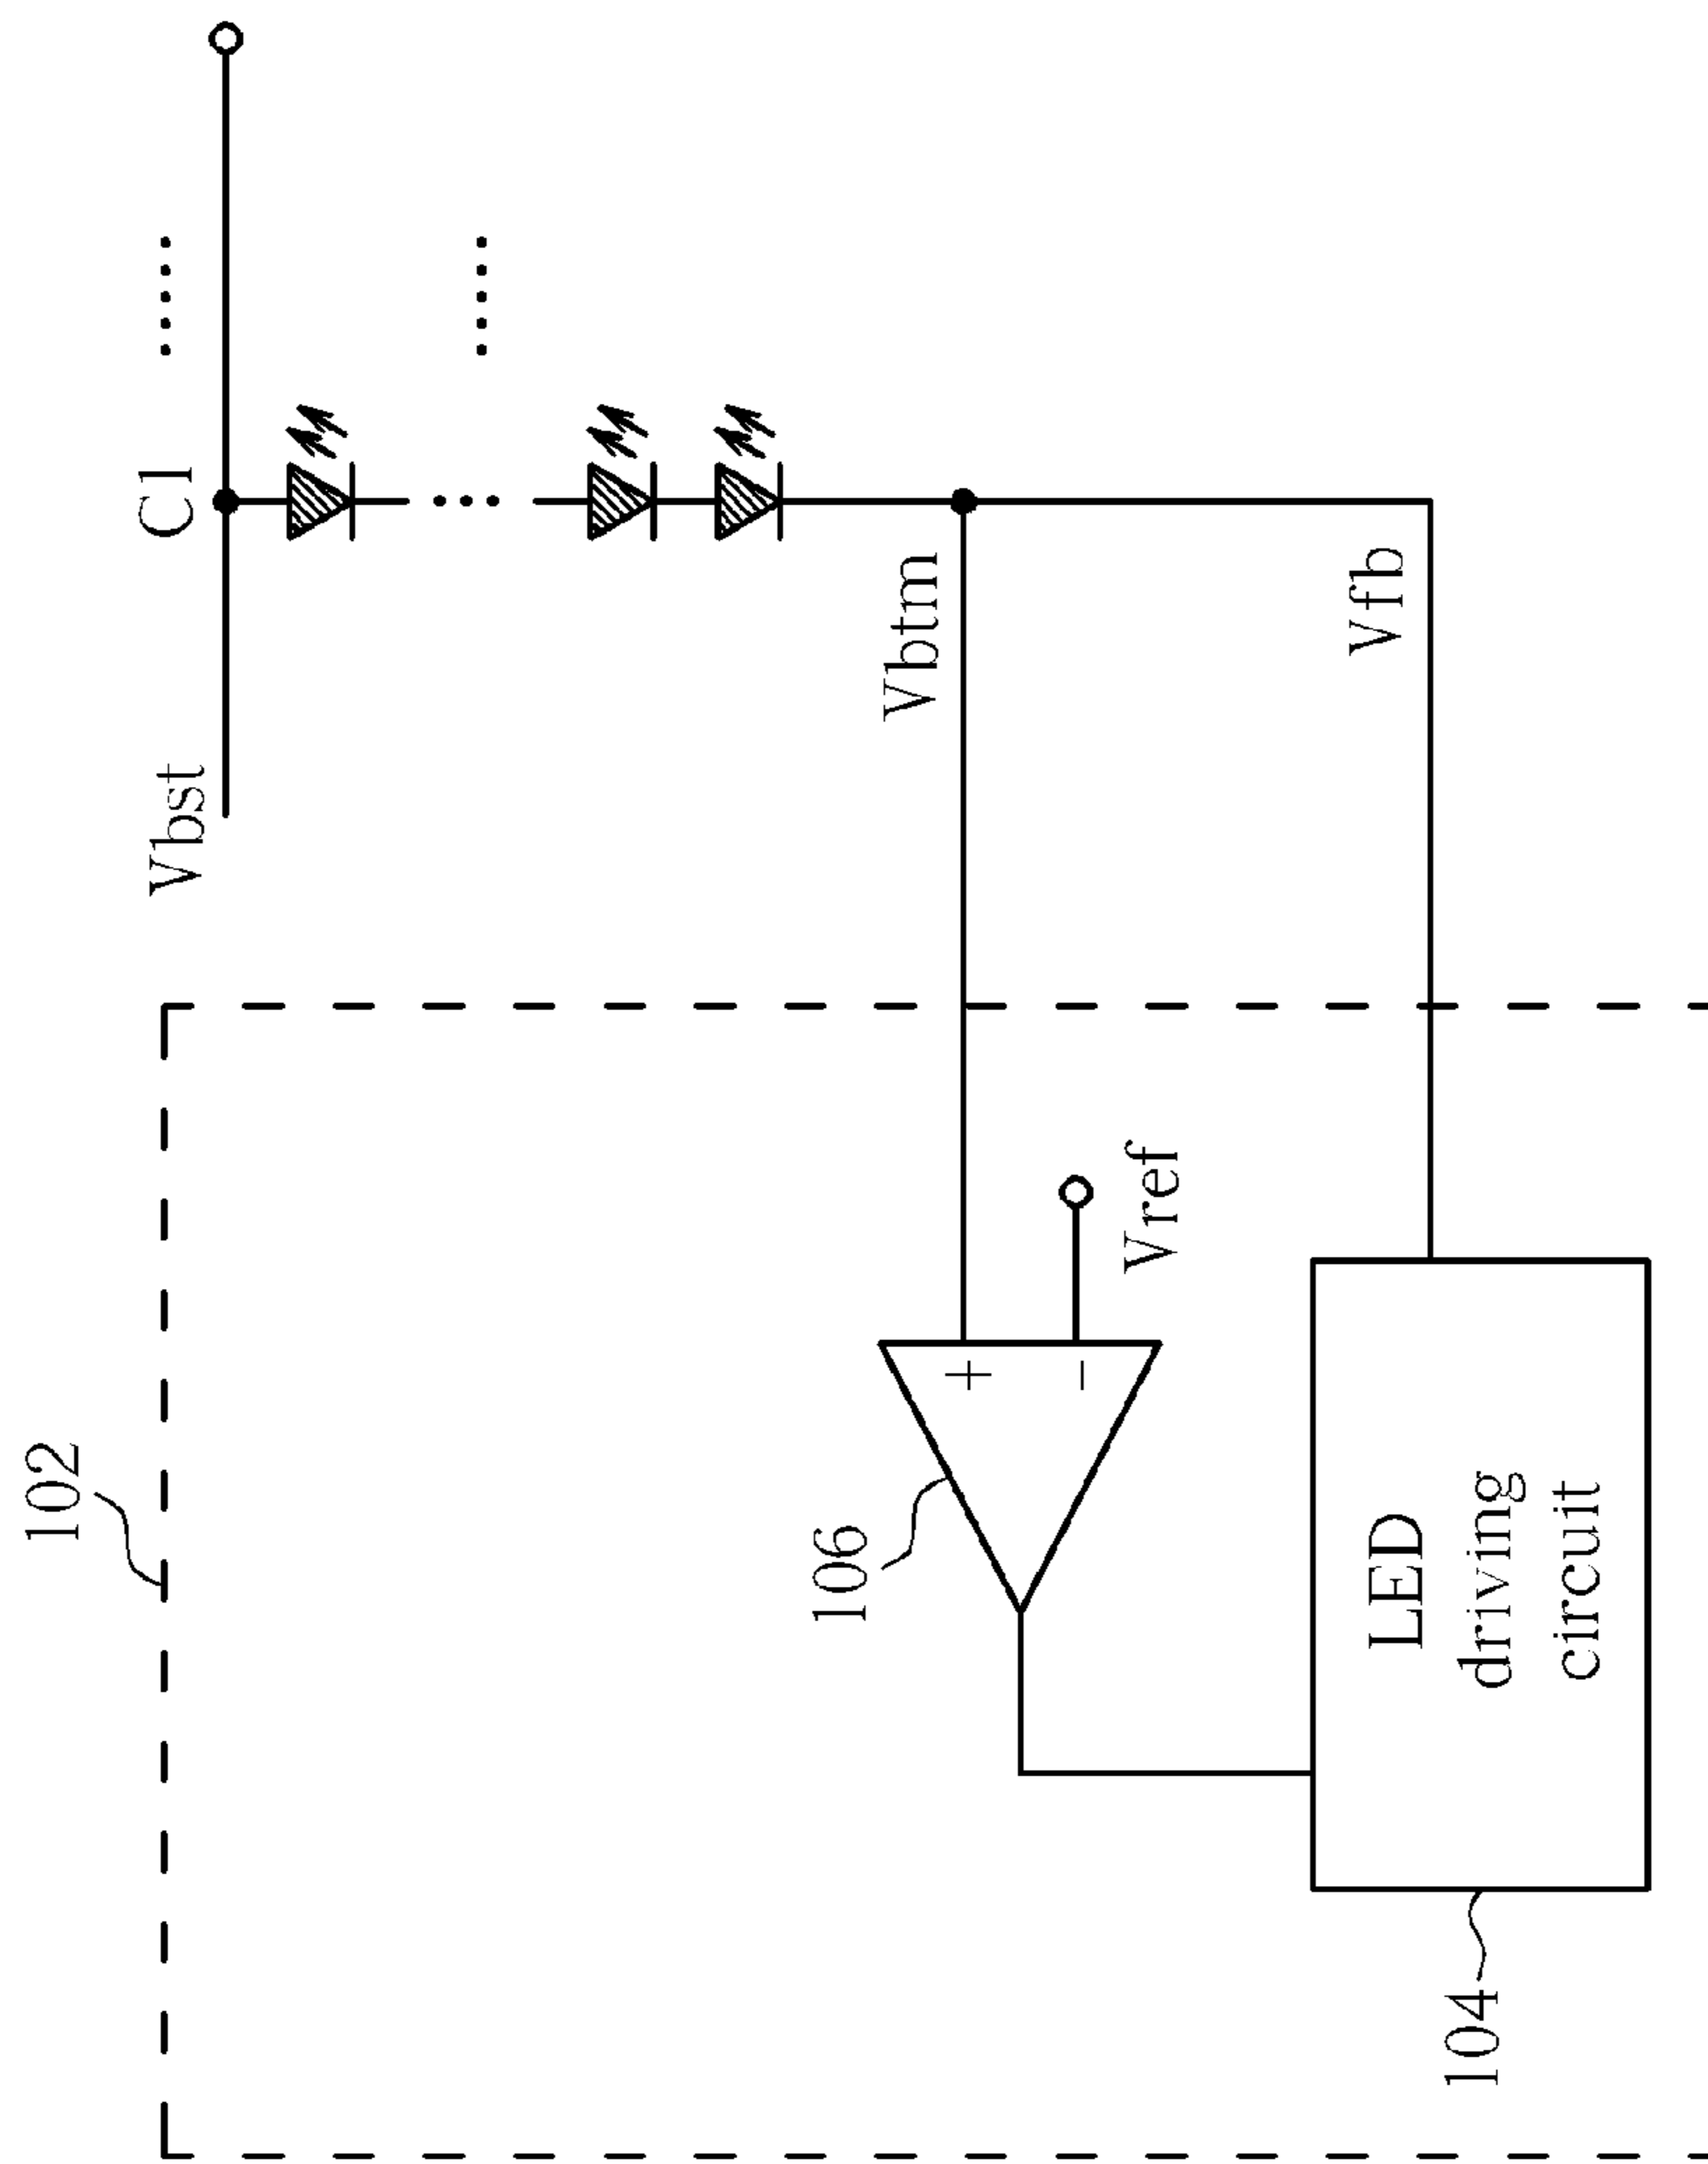 102
Vbst
C1
106
+
−
Vbtm
Vref
104
LED
driving
circuit
Vfb